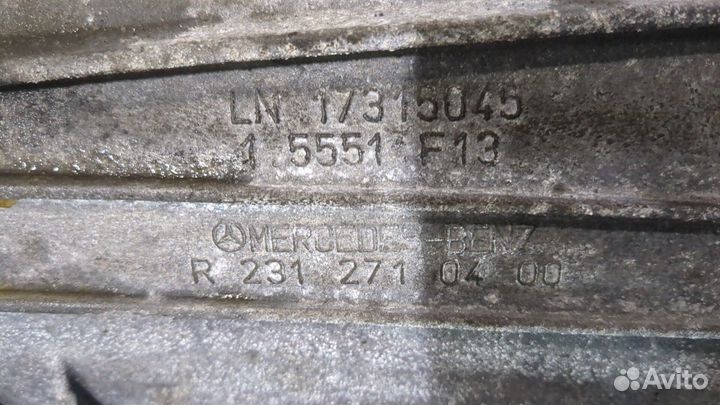 LN 17315045
1 5551 F13
MERCEDES-BENZ
R 231 271 04 00
Avito